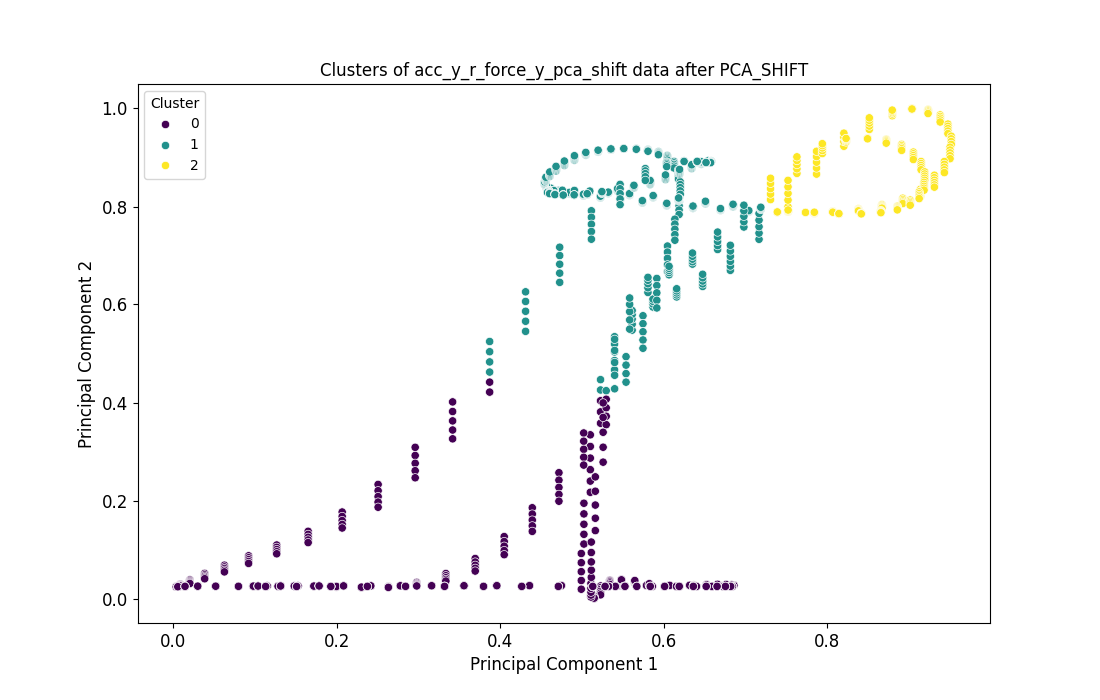 Clusters of acc_y_r_force_y_pca_shift data after PCA_SHIFT
Cluster
0
1
2
1.0
0.8
0.6
0.4
0.2
0.0
Principal Component 2
0.0 0.2 0.4 0.6 0.8
Principal Component 1